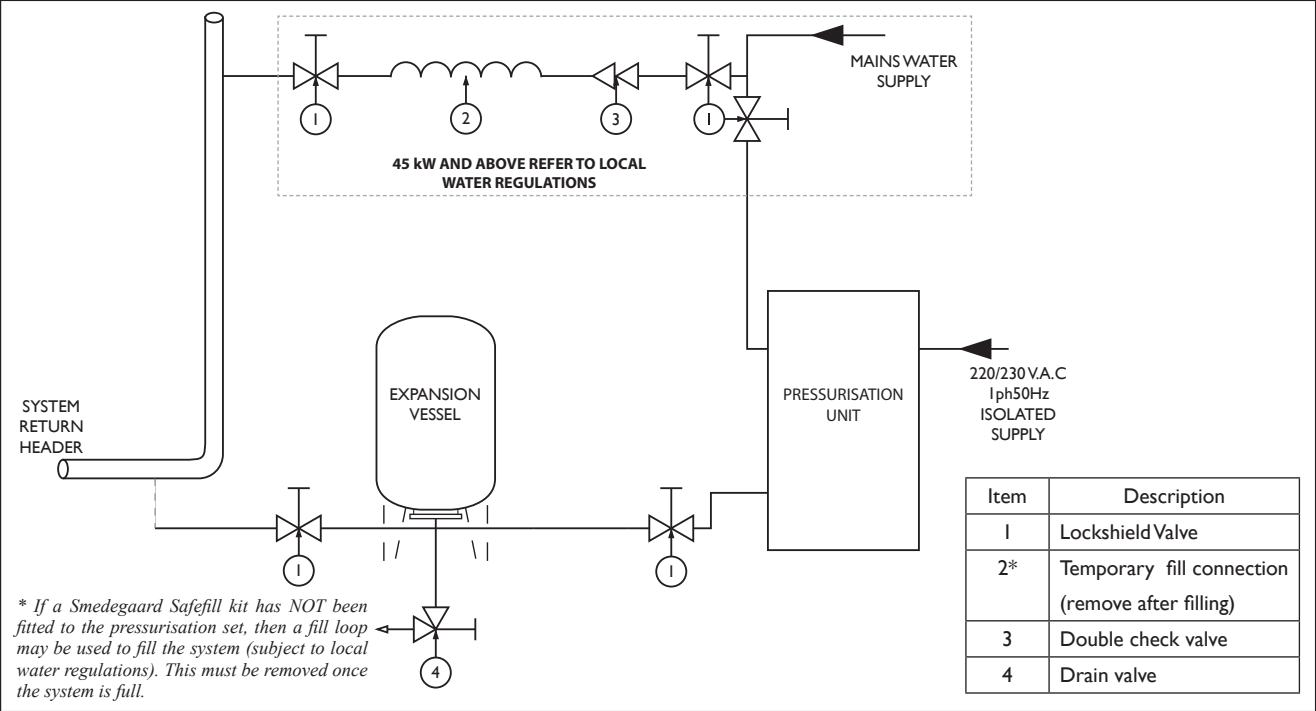 MAINS WATER
SUPPLY
1
2
3
1
45 kW AND ABOVE REFER TO LOCAL
WATER REGULATIONS
EXPANSION
VESSEL
PRESSURISATION
UNIT
220/230 V.A.C
1ph50Hz
ISOLATED
SUPPLY
SYSTEM
RETURN
HEADER
1
1
4
* If a Smedegaard Safefill kit has NOT been
fitted to the pressurisation set, then a fill loop
may be used to fill the system (subject to local
water regulations). This must be removed once
the system is full.
Item Description
1 Lockshield Valve
2* Temporary fill connection
(remove after filling)
3 Double check valve
4 Drain valve